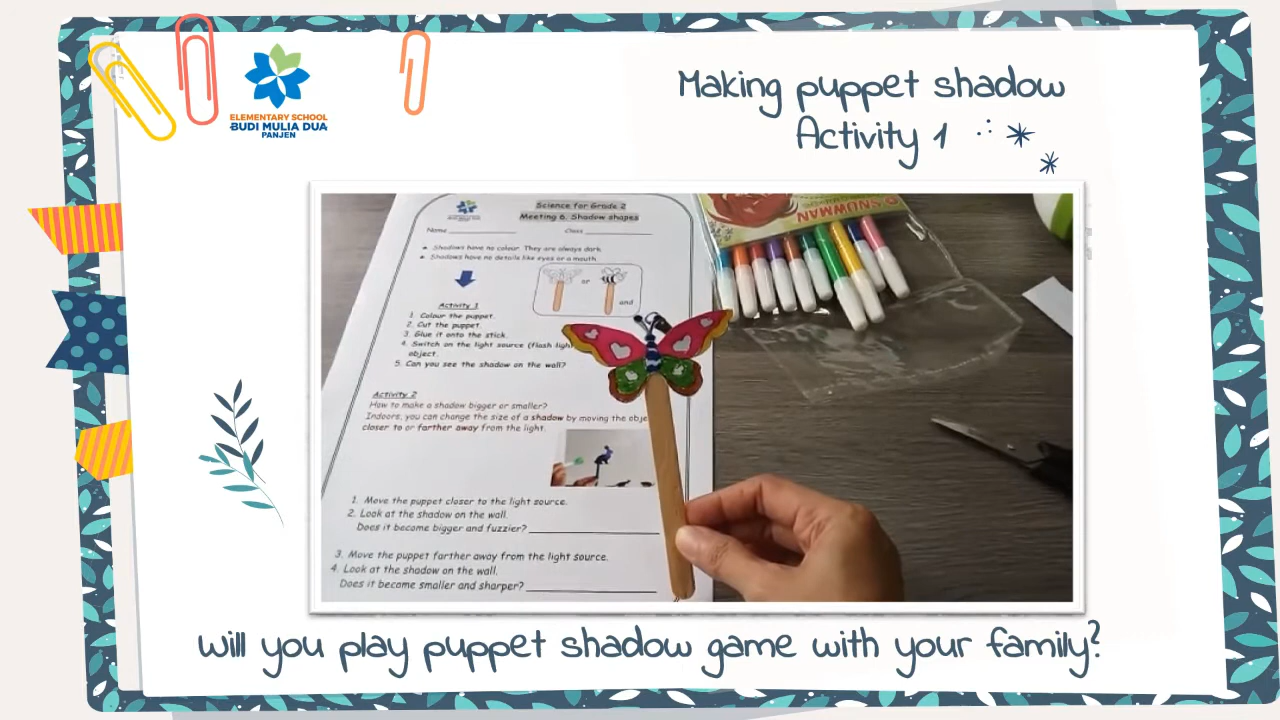 Making puppet shadow
Activity 1
ELEMENTARY SCHOOL
BUDI MULIA DUA
PANJEN
Science for Grade 2
Meeting 6. Shadow shapes
Name
Class
Shadows have no colour. They are always dark.
Shadows have no details like eyes or a mouth
or
and
Activity 1
1. Colour the puppet.
2. Cut the puppet.
3. Glue it onto the stick.
4. Switch on the light source (flash light
object.
5. Can you see the shadow on the wall?
Activity 2
How to make a shadow bigger or smaller?
Indoors, you can change the size of a shadow by moving the obje
closer to or farther away from the light.
1. Move the puppet closer to the light source.
2. Look at the shadow on the wall.
Does it become bigger and fuzzier?
3. Move the puppet farther away from the light source.
4. Look at the shadow on the wall.
Does it become smaller and sharper?
SNOWMAN
will you play puppet shadow game with your family?